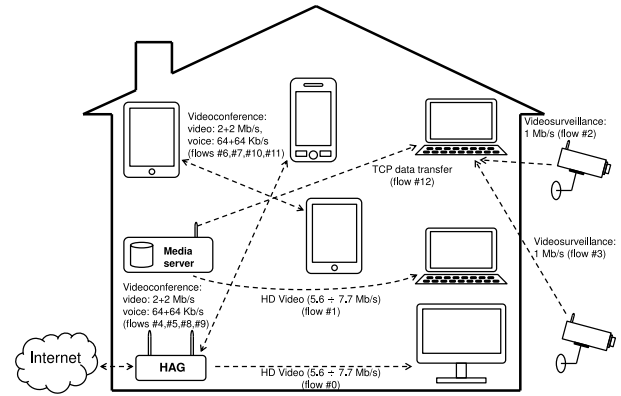 Videoconference:
video: 2+2 Mb/s,
voice: 64+64 Kb/s
(flows #6,#7,#10,#11)
Videosurveillance:
1 Mb/s (flow #2)
TCP data transfer
(flow #12)
Media
server
Videosurveillance:
1 Mb/s (flow #3)
Videoconference:
video: 2+2 Mb/s
voice: 64+64 Kb/s
(flows #4,#5,#8,#9)
HD Video (5.6 ÷ 7.7 Mb/s)
(flow #1)
Internet
HAG
HD Video (5.6 ÷ 7.7 Mb/s)
(flow #0)